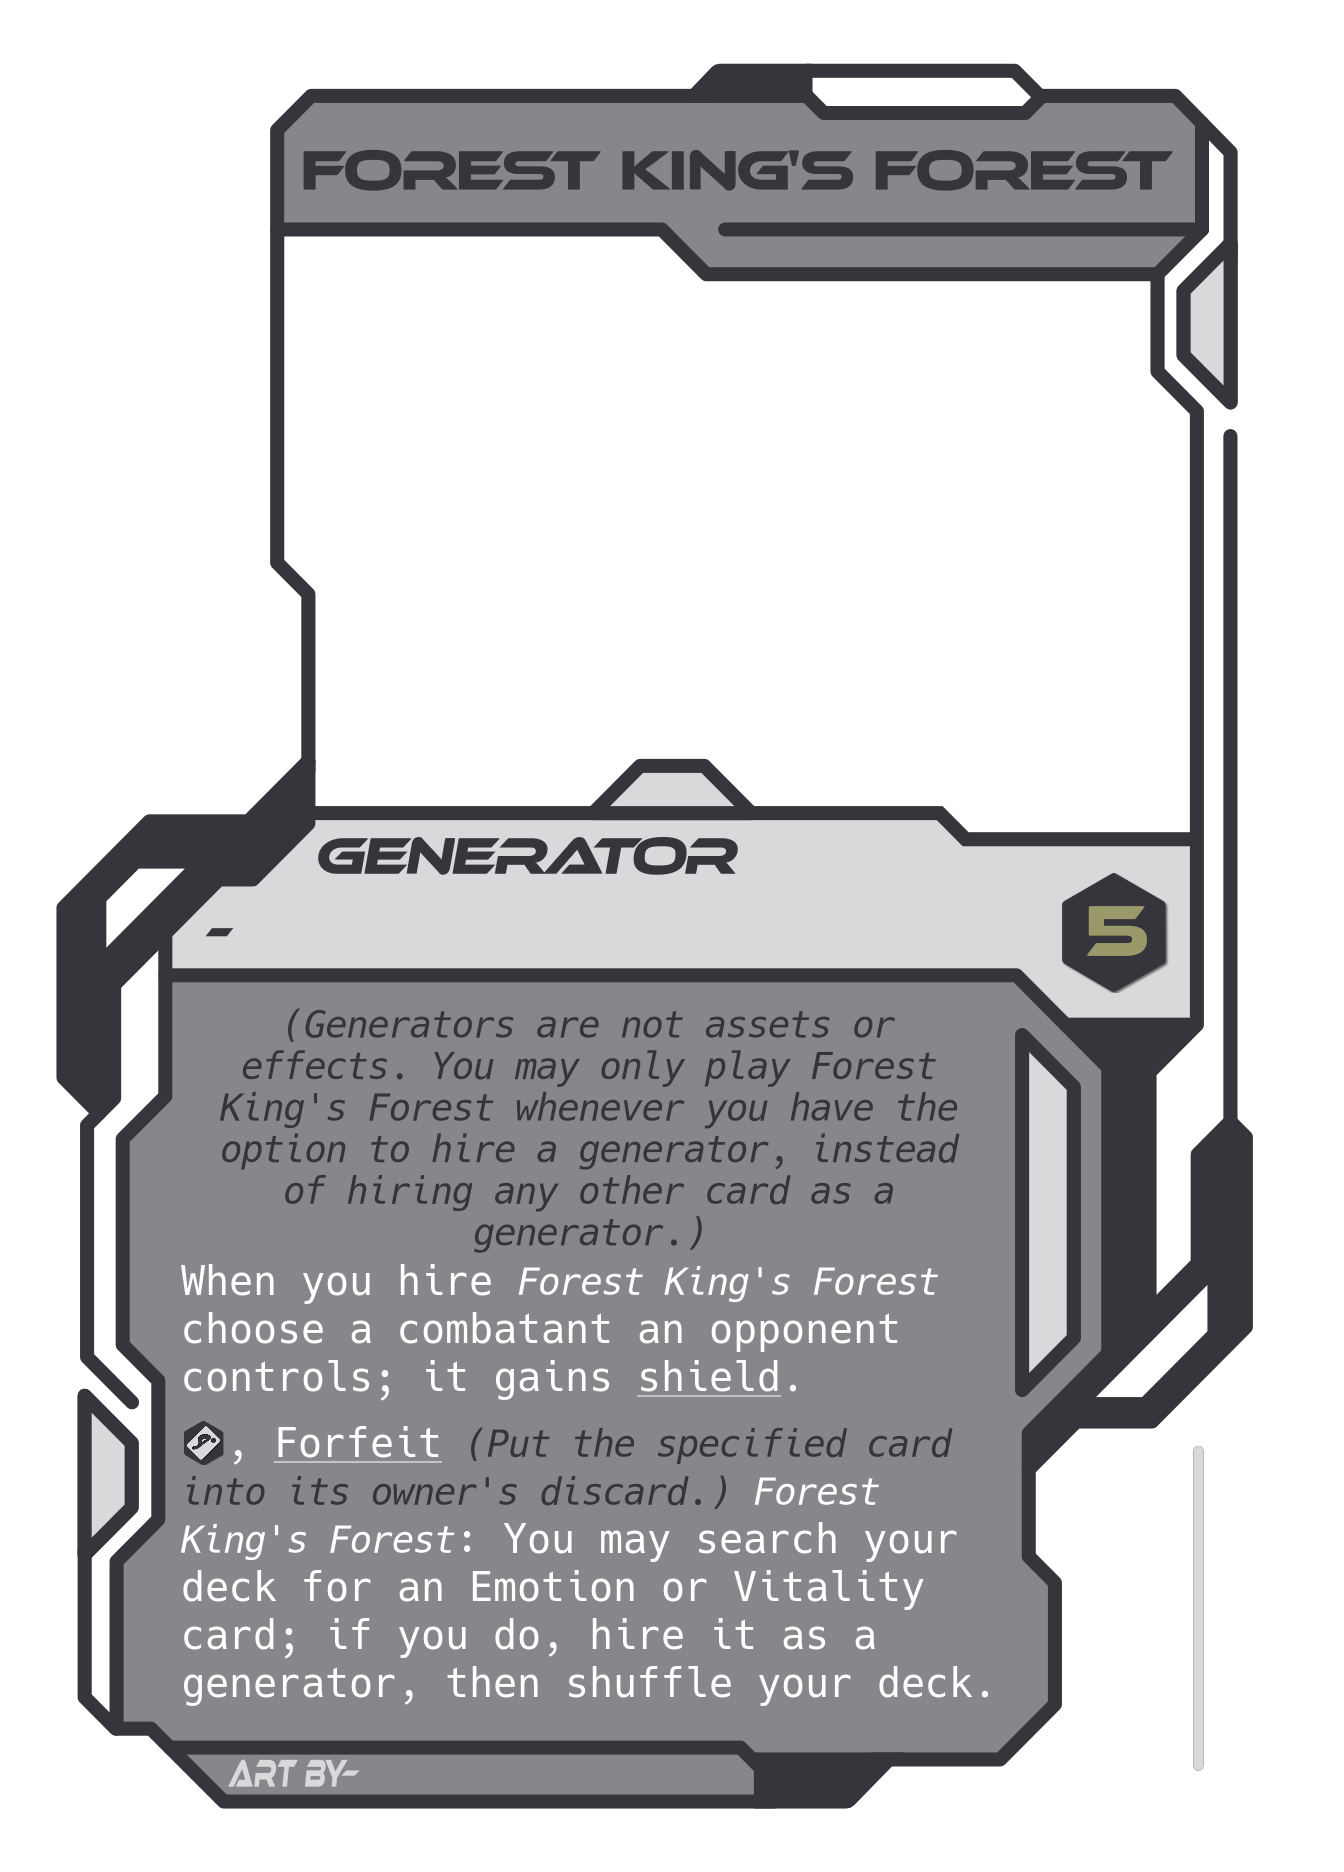 FOREST KING'S FOREST
GENERATOR
-
5
(Generators are not assets or
effects. You may only play Forest
King's Forest whenever you have the
option to hire a generator, instead
of hiring any other card as a
generator.)
When you hire Forest King's Forest
choose a combatant an opponent
controls; it gains shield.
, Forfeit (Put the specified card
into its owner's discard.) Forest
King's Forest: You may search your
deck for an Emotion or Vitality
card; if you do, hire it as a
generator, then shuffle your deck.
ART BY-